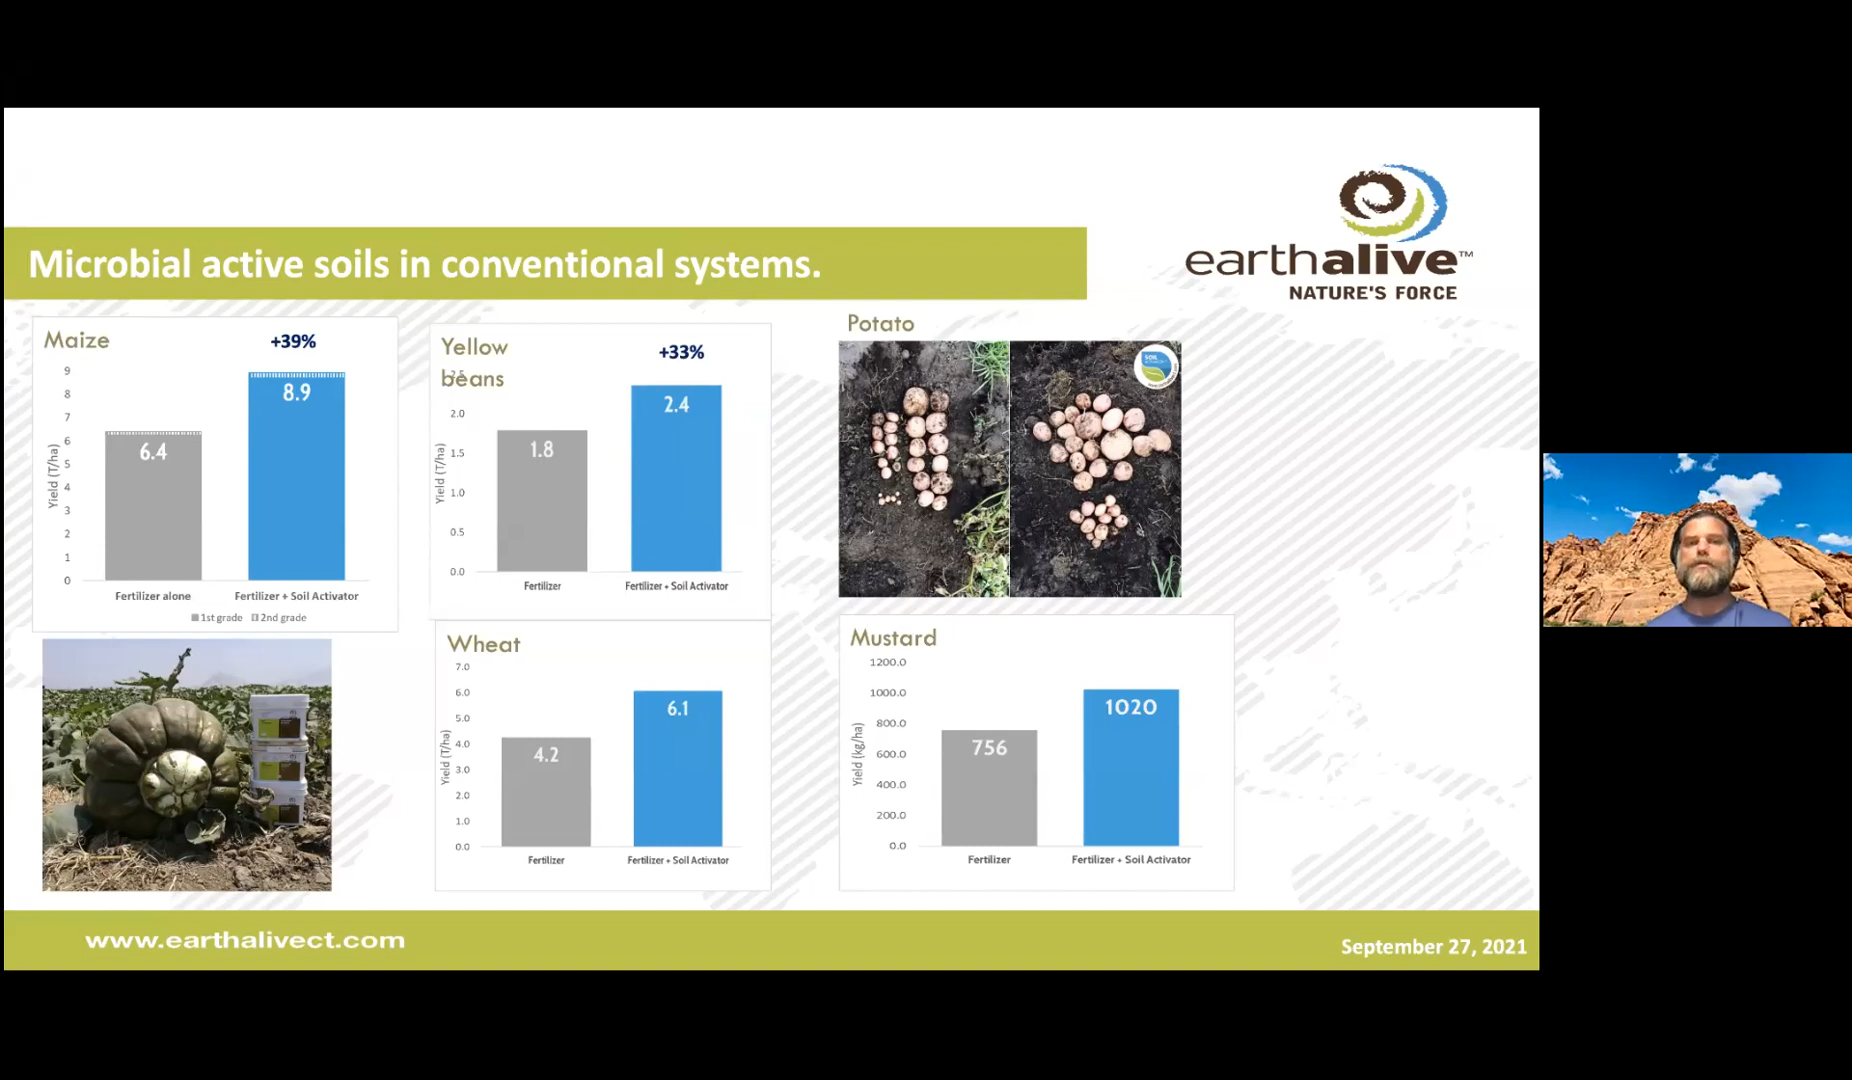 earthalive™
NATURE'S FORCE
Microbial active soils in conventional systems.
Maize
+39%
9
8
7
6
5
4
3
2
1
0
Yield (T/ha)
6.4
8.9
Fertilizer alone
Fertilizer + Soil Activator
1st grade 2nd grade
Yellow
beans
+33%
2.5
2.0
1.5
1.0
0.5
0.0
Yield (T/ha)
1.8
2.4
Fertilizer
Fertilizer + Soil Activator
Potato
SOIL
Wheat
7.0
6.0
5.0
4.0
3.0
2.0
1.0
0.0
Yield (T/ha)
4.2
6.1
Fertilizer
Fertilizer + Soil Activator
Mustard
1200.0
1000.0
800.0
600.0
400.0
200.0
0.0
Yield (kg/ha)
756
1020
Fertilizer
Fertilizer + Soil Activator
www.earthalivect.com
September 27, 2021